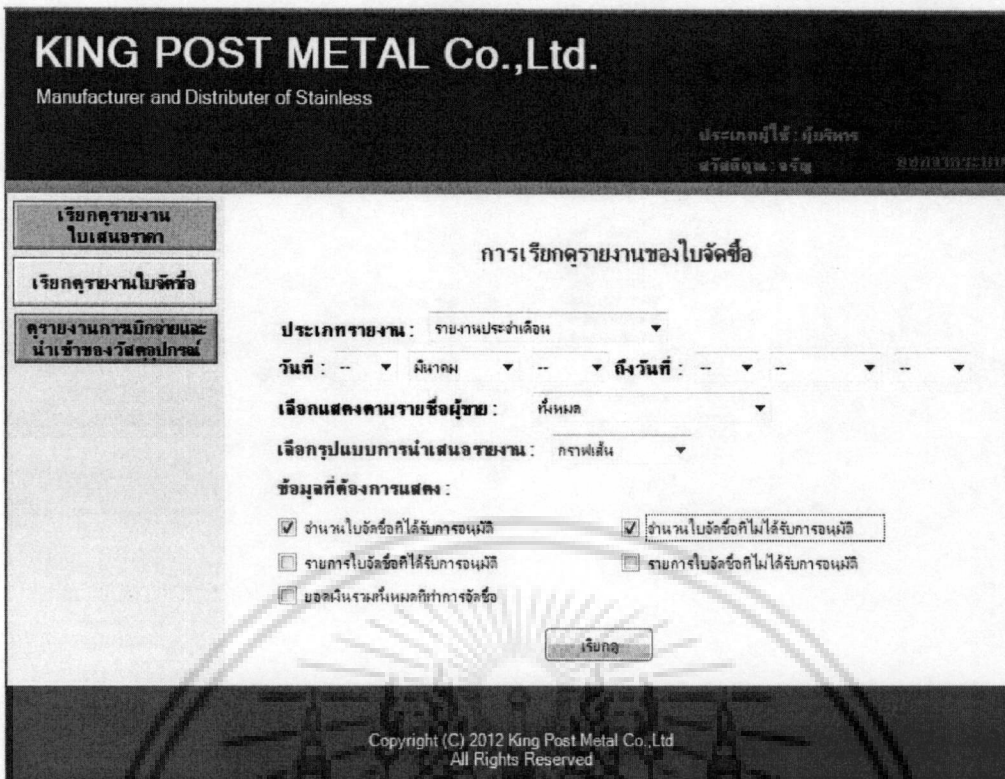 KING POST METAL Co.,Ltd.
Manufacturer and Distributer of Stainless
ประเภทผู้ใช้ : ผู้บริหาร
สวัสดีคุณ : จรัญ ออกจากระบบ
เรียกดูรายงาน
ใบเสนอราคา
เรียกดูรายงานใบจัดซื้อ
ดูรายงานการเบิกจ่ายและ
นำเข้าของวัสดุอุปกรณ์
การเรียกดูรายงานของใบจัดซื้อ
ประเภทรายงาน : รายงานประจำเดือน
วันที่ : -- มีนาคม -- ถึงวันที่ : -- -- --
เลือกแสดงตามรายชื่อผู้ขาย : ทั้งหมด
เลือกรูปแบบการนำเสนอรายงาน : กราฟเส้น
ข้อมูลที่ต้องการแสดง :
จำนวนใบจัดซื้อที่ได้รับการอนุมัติ จำนวนใบจัดซื้อที่ไม่ได้รับการอนุมัติ
รายการใบจัดซื้อที่ได้รับการอนุมัติ รายการใบจัดซื้อที่ไม่ได้รับการอนุมัติ
ยอดเงินรวมทั้งหมดที่ทำการจัดซื้อ
เรียกดู
Copyright (C) 2012 King Post Metal Co.,Ltd
All Rights Reserved